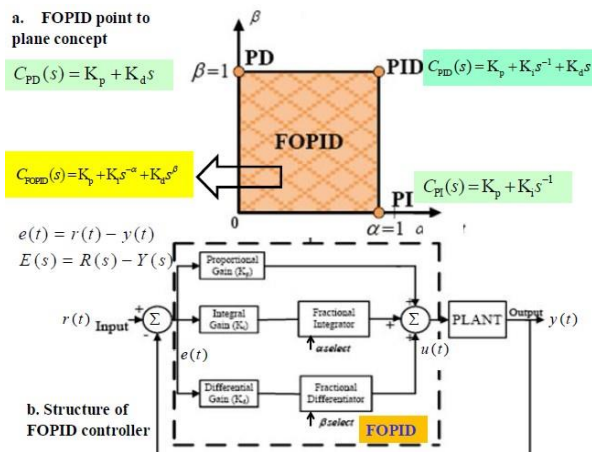 a. FOPID point to
plane concept
β
PD
β=1
PID
C_PD(s) = K_p + K_d s
C_PID(s) = K_p + K_i s^{-1} + K_d s
FOPID
C_FOPID(s) = K_p + K_i s^{-α} + K_d s^{β}
C_PI(s) = K_p + K_i s^{-1}
PI
0
α=1
e(t) = r(t) − y(t)
E(s) = R(s) − Y(s)
Proportional
Gain (K_p)
r(t) Input
+
-
Σ
Integral
Gain (K_i)
Fractional
Integrator
+
+
+
Σ
PLANT
Output
y(t)
e(t)
αselect
u(t)
Differential
Gain (K_d)
Fractional
Differentiator
βselect
b. Structure of
FOPID controller
FOPID